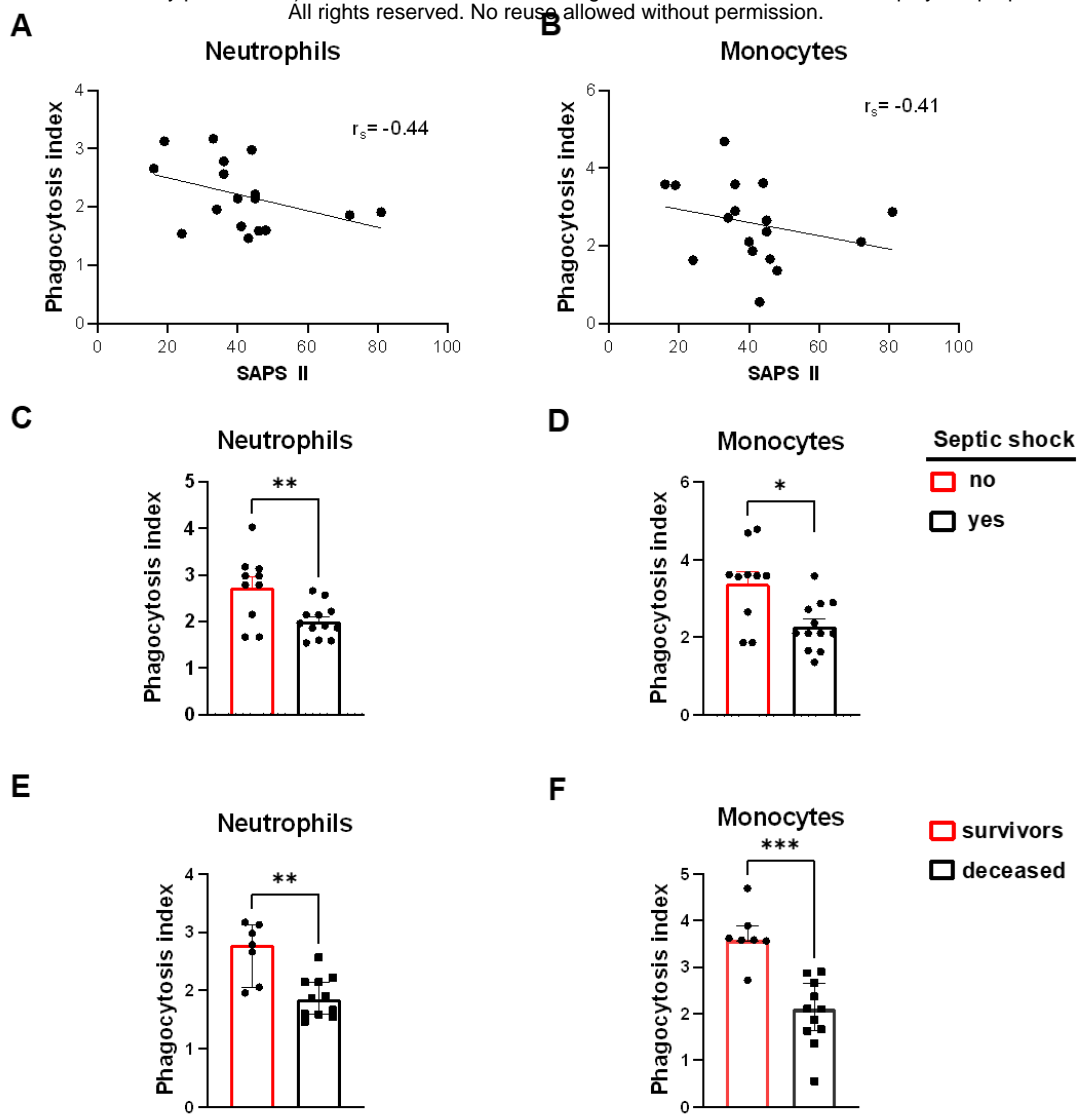 All rights reserved. No reuse allowed without permission.
A
B
Neutrophils
Monocytes
Phagocytosis index
4
3
2
1
0
rs= -0.44
0
20
40
60
80
100
SAPS II
Phagocytosis index
6
4
2
0
rs= -0.41
0
20
40
60
80
100
SAPS II
C
D
Neutrophils
Monocytes
Septic shock
no
yes
Phagocytosis index
5
4
3
2
1
0
**
Phagocytosis index
6
4
2
0
*
E
F
Neutrophils
Monocytes
survivors
deceased
Phagocytosis index
4
3
2
1
0
**
Phagocytosis index
5
4
3
2
1
0
***